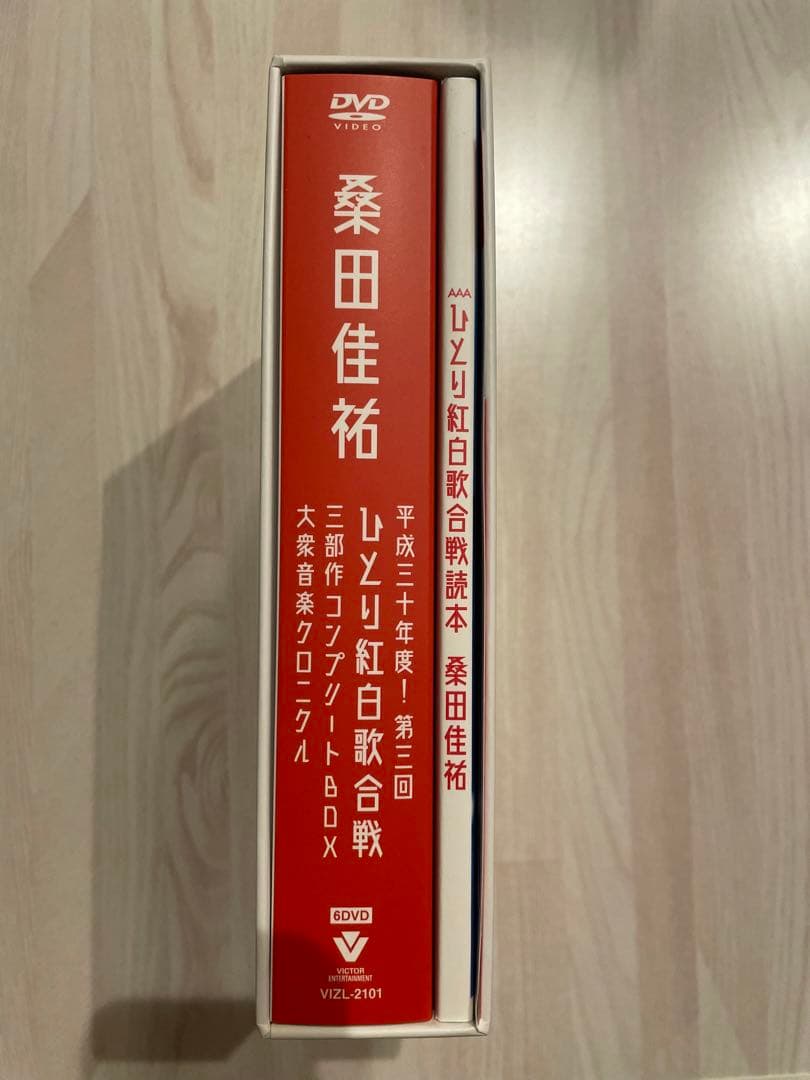 DVD
VIDEO
桑田佳祐
平成三十年度！第三回
ひとり紅白歌合戦
三部作コンプリートBOX
大衆音楽クロニクル
6DVD
VICTOR
ENTERTAINMENT
VIZL-2101
AAA
ひとり紅白歌合戦読本 桑田佳祐